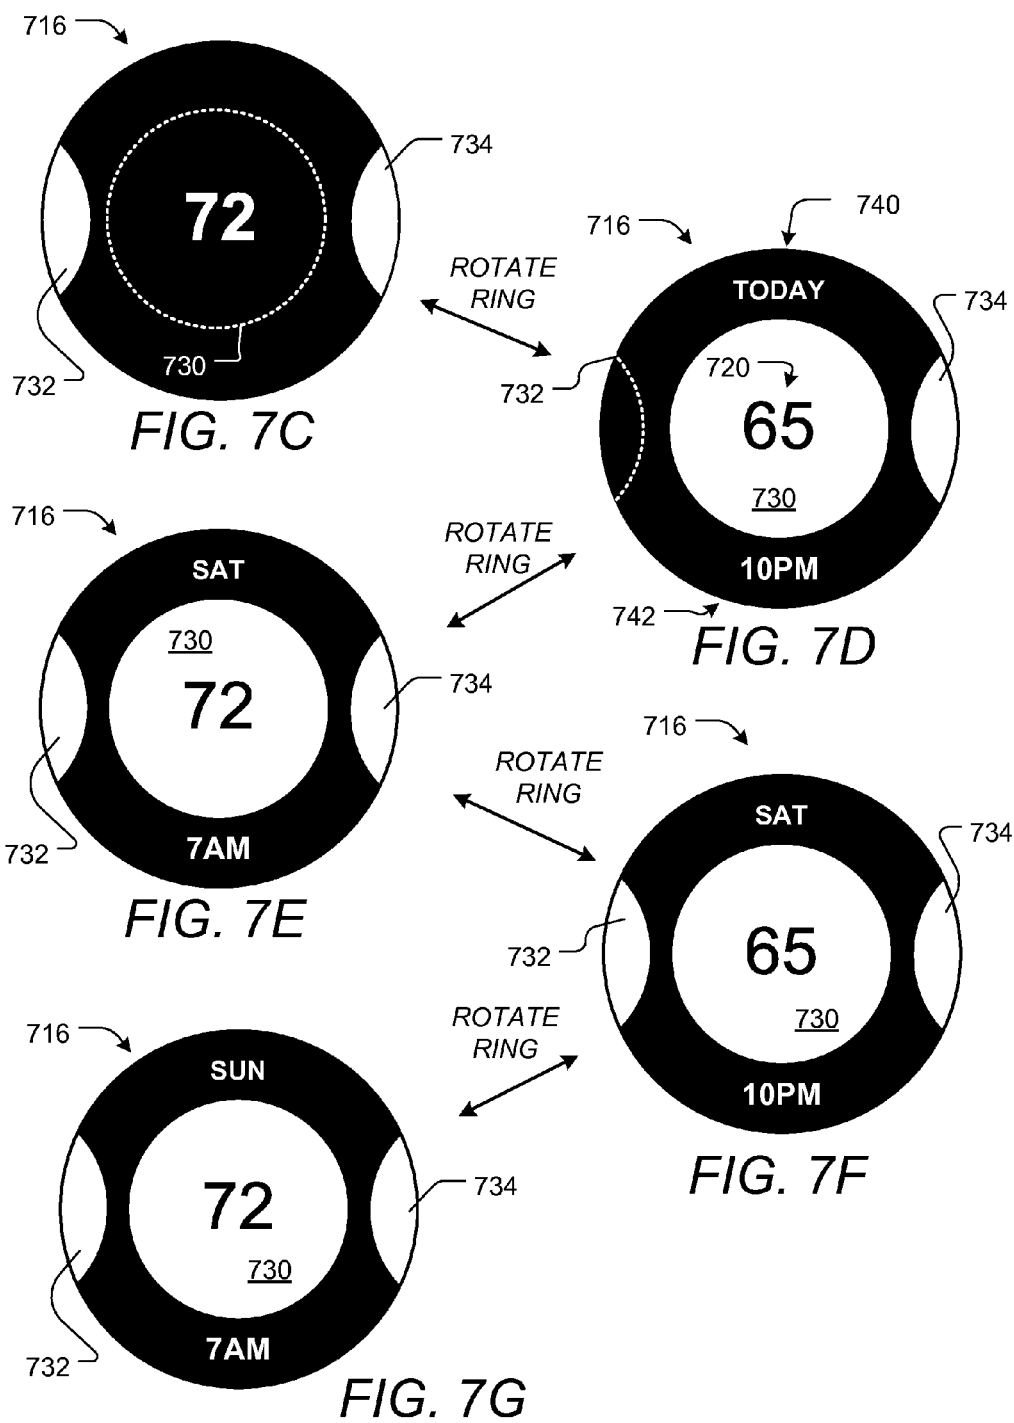 716
734
72
730
732
FIG. 7C
ROTATE
RING
716
740
TODAY
734
732
720
65
730
10PM
742
FIG. 7D
ROTATE
RING
716
SAT
730
72
734
732
7AM
FIG. 7E
ROTATE
RING
716
SAT
734
732
65
730
10PM
FIG. 7F
ROTATE
RING
716
SUN
72
734
730
732
7AM
FIG. 7G